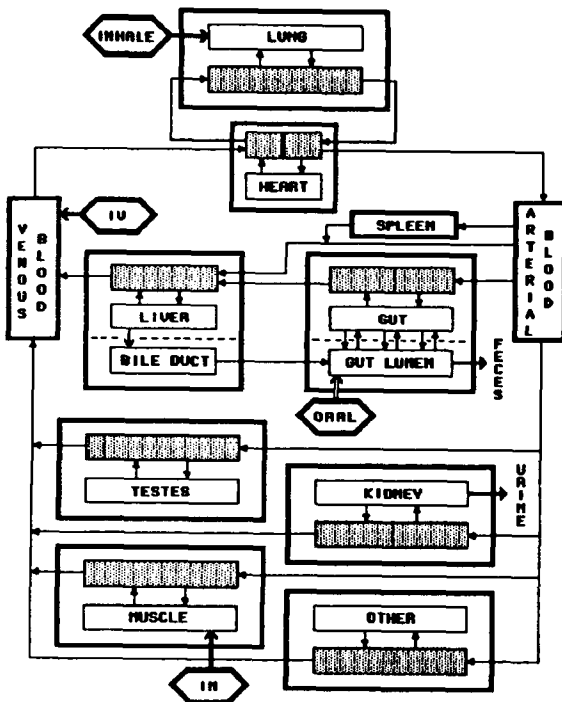 INHALE
LUNG
HEART
VENOUS
BLOOD
IV
SPLEEN
ARTERIAL
BLOOD
LIVER
GUT
BILE DUCT
GUT LUMEN
FECES
ORAL
TESTES
KIDNEY
URINE
MUSCLE
OTHER
IM